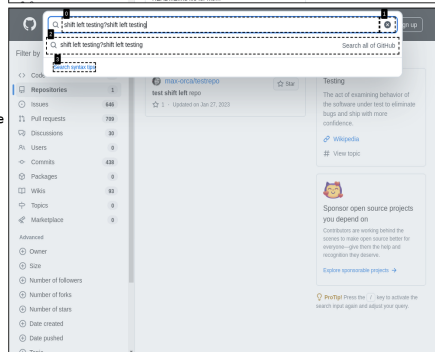 0
1
shift left testing?shift left testing
gn up
2
shift left testing?shift left testing
Search all of GitHub
3
Search syntax tips
Filter by
Repositories 1
Issues 646
Pull requests 769
Discussions 30
Users 0
Commits 438
Packages 0
Wikis 93
Topics 0
Marketplace 0
Advanced
Owner
Size
Number of followers
Number of forks
Number of stars
Date created
Date pushed
max-orca/testrepo
Star
test shift left repo
1 · Updated on Jan 27, 2023
Testing
The act of examining behavior of
the software under test to eliminate
bugs and ship with more
confidence.
Wikipedia
# View topic
Sponsor open source projects
you depend on
Contributors are working behind the
scenes to make open source better for
everyone—give them the help and
recognition they deserve.
Explore sponsorable projects →
ProTip! Press the / key to activate the
search input again and adjust your query.